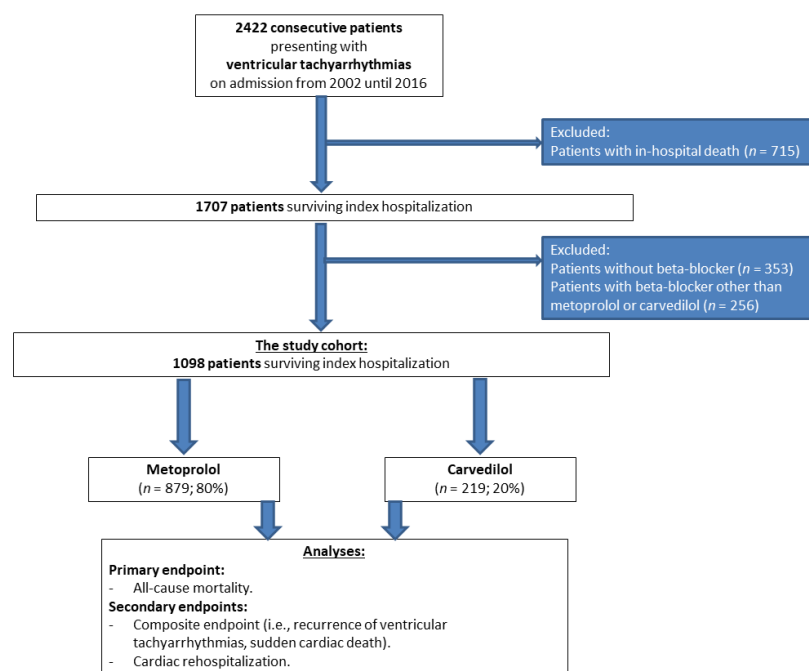 2422 consecutive patients
presenting with
ventricular tachyarrhythmias
on admission from 2002 until 2016
Excluded:
Patients with in-hospital death (n = 715)
1707 patients surviving index hospitalization
Excluded:
Patients without beta-blocker (n = 353)
Patients with beta-blocker other than
metoprolol or carvedilol (n = 256)
The study cohort:
1098 patients surviving index hospitalization
Metoprolol
(n = 879; 80%)
Carvedilol
(n = 219; 20%)
Analyses:
Primary endpoint:
- All-cause mortality.
Secondary endpoints:
- Composite endpoint (i.e., recurrence of ventricular
tachyarrhythmias, sudden cardiac death).
- Cardiac rehospitalization.